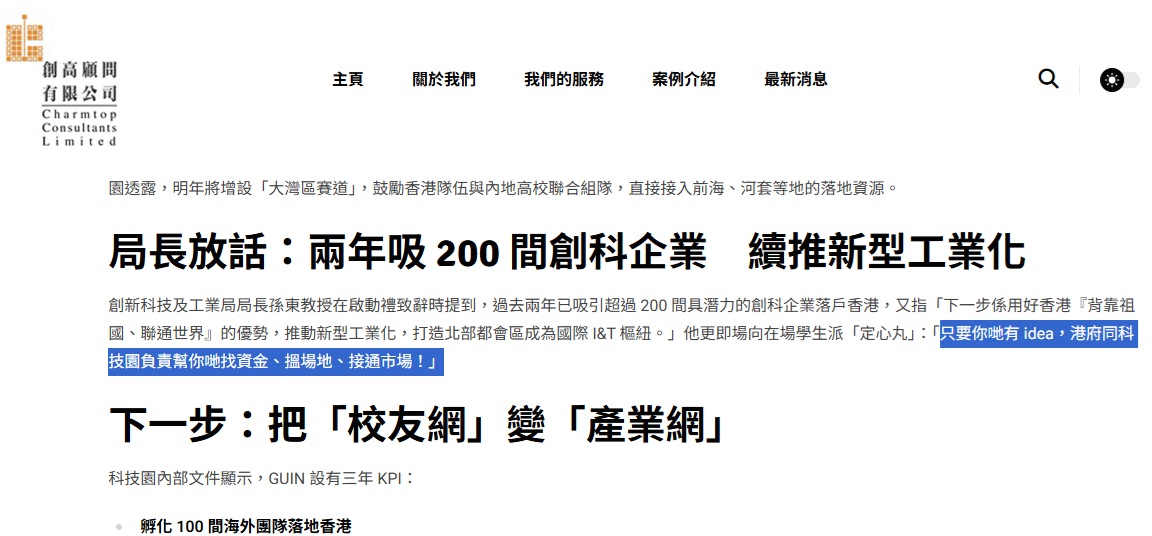 創高顧問
有限公司
Charmtop
Consultants
Limited
主頁 關於我們 我們的服務 案例介紹 最新消息
園透露，明年將增設「大灣區賽道」，鼓勵香港隊伍與內地高校聯合組隊，直接接入前海、河套等地的落地資源。
局長放話：兩年吸 200 間創科企業　續推新型工業化
創新科技及工業局局長孫東教授在啟動禮致辭時提到，過去兩年已吸引超過 200 間具潛力的創科企業落戶香港，又指「下一步係用好香港『背靠祖
國、聯通世界』的優勢，推動新型工業化，打造北部都會區成為國際 I&T 樞紐。」他更即場向在場學生派「定心丸」：「只要你哋有 idea，港府同科
技園負責幫你哋找資金、搵場地、接通市場！」
下一步：把「校友網」變「產業網」
科技園內部文件顯示，GUIN 設有三年 KPI：
孵化 100 間海外團隊落地香港